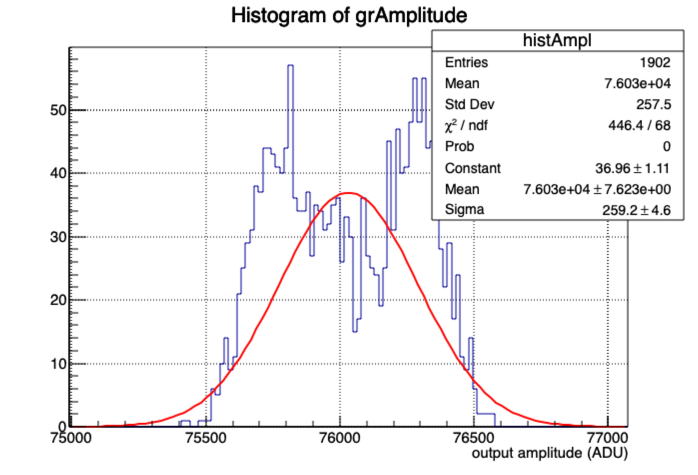 Histogram of grAmplitude
histAmpl
Entries 1902
Mean 7.603e+04
Std Dev 257.5
χ² / ndf 446.4 / 68
Prob 0
Constant 36.96 ± 1.11
Mean 7.603e+04 ± 7.623e+00
Sigma 259.2 ± 4.6
50
40
30
20
10
0
75000 75500 76000 76500 77000
output amplitude (ADU)